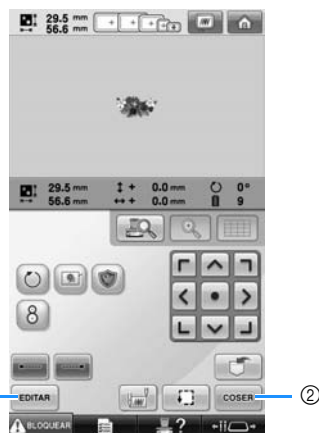 29.5 mm
56.6 mm
29.5 mm 0.0 mm 0°
56.6 mm 0.0 mm 9
8
EDITAR COSER ②
BLOQUEAR ?